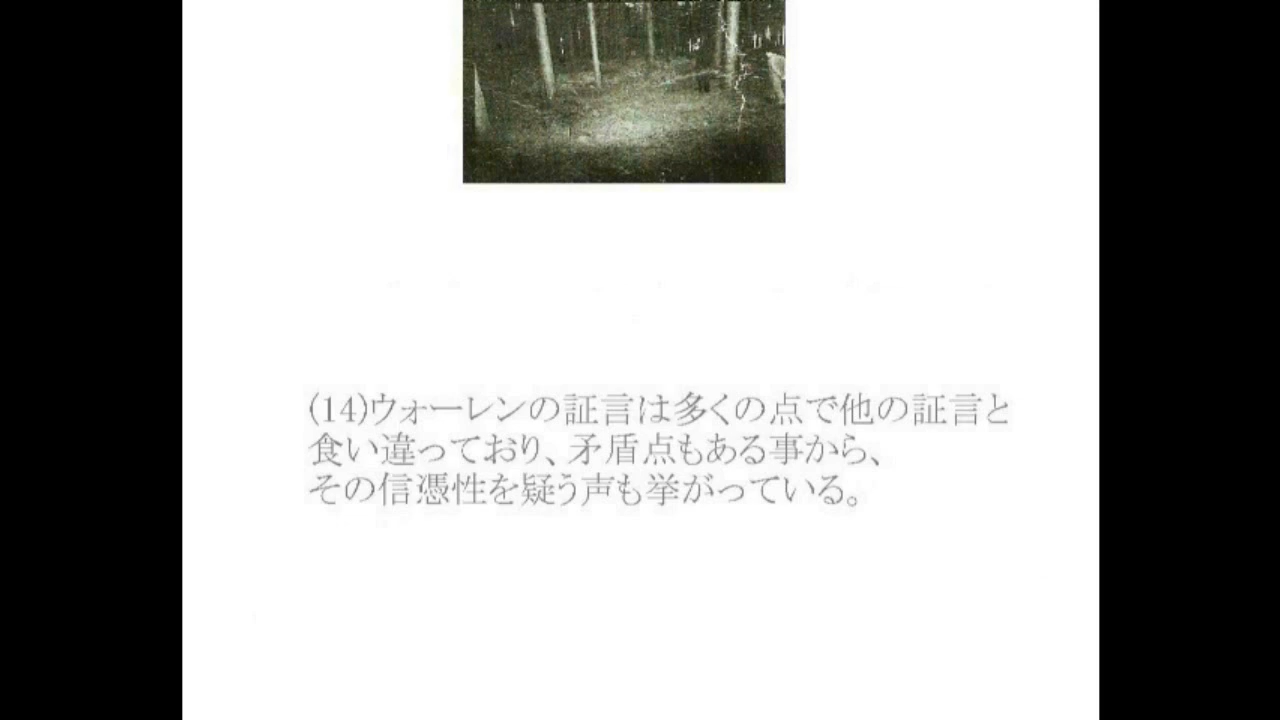 (14)ウォーレンの証言は多くの点で他の証言と
食い違っており、矛盾点もある事から、
その信憑性を疑う声も挙がっている。